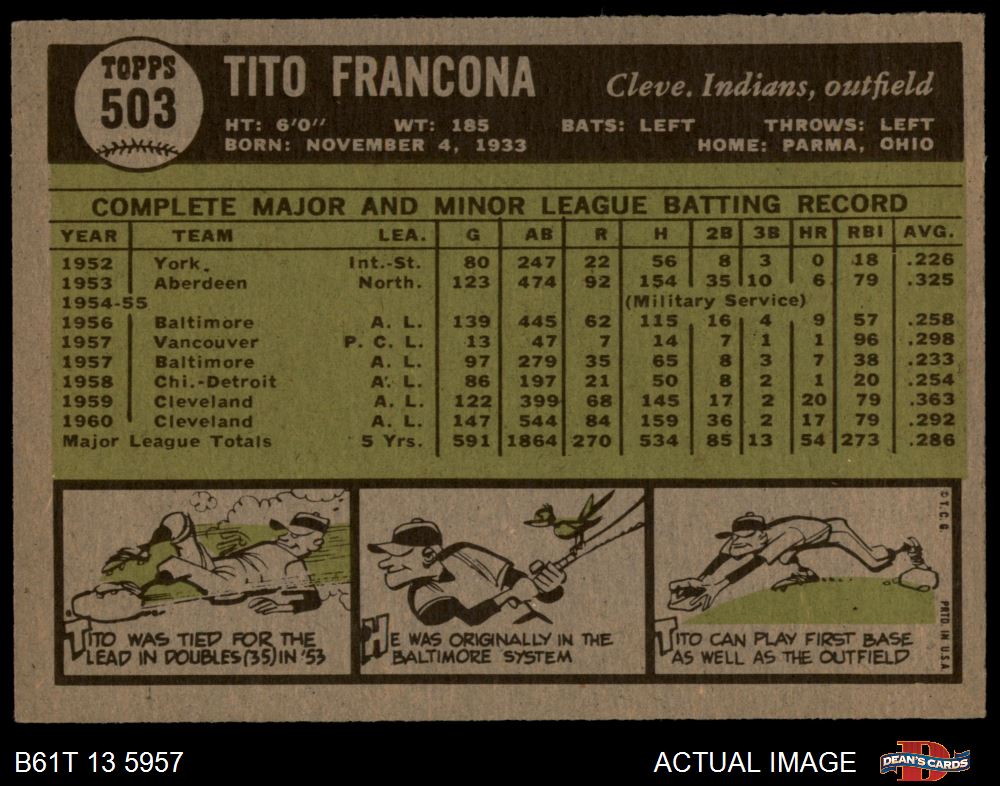 TOPPS
503
TITO FRANCONA
Cleve. Indians, outfield
HT: 6'0" WT: 185 BATS: LEFT THROWS: LEFT
BORN: NOVEMBER 4, 1933 HOME: PARMA, OHIO
COMPLETE MAJOR AND MINOR LEAGUE BATTING RECORD
YEAR TEAM LEA. G AB R H 2B 3B HR RBI AVG.
1952 York. Int.-St. 80 247 22 56 8 3 0 18 .226
1953 Aberdeen North. 123 474 92 154 35 10 6 79 .325
1954-55 (Military Service)
1956 Baltimore A. L. 139 445 62 115 16 4 9 57 .258
1957 Vancouver P. C. L. 13 47 7 14 7 1 1 96 .298
1957 Baltimore A. L. 97 279 35 65 8 3 7 38 .233
1958 Chi.-Detroit A. L. 86 197 21 50 8 2 1 20 .254
1959 Cleveland A. L. 122 399 68 145 17 2 20 79 .363
1960 Cleveland A. L. 147 544 84 159 36 2 17 79 .292
Major League Totals 5 Yrs. 591 1864 270 534 85 13 54 273 .286
TITO WAS TIED FOR THE
LEAD IN DOUBLES (35) IN '53
HE WAS ORIGINALLY IN THE
BALTIMORE SYSTEM
TITO CAN PLAY FIRST BASE
AS WELL AS THE OUTFIELD
© T. C. G.
PRTD. IN U.S.A.
B61T 13 5957
ACTUAL IMAGE
D
DEAN'S CARDS